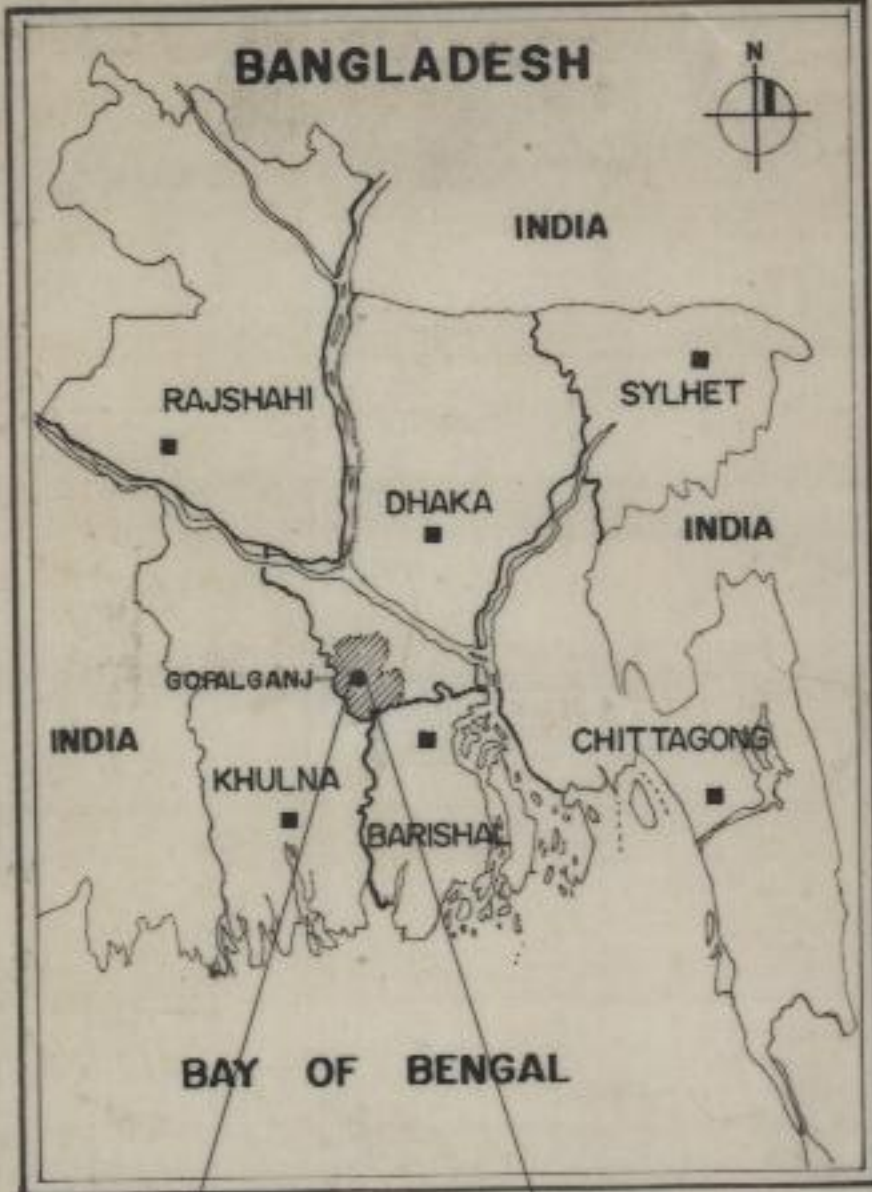 BANGLADESH
N
INDIA
RAJSHAHI
SYLHET
DHAKA
INDIA
GOPALGANJ
INDIA
CHITTAGONG
KHULNA
BARISHAL
BAY OF BENGAL